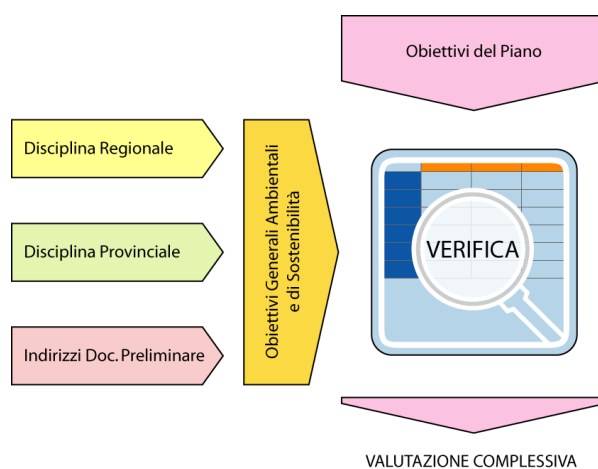 Obiettivi del Piano
Disciplina Regionale
Disciplina Provinciale
Indirizzi Doc. Preliminare
Obiettivi Generali Ambientali
e di Sostenibilità
VERIFICA
VALUTAZIONE COMPLESSIVA